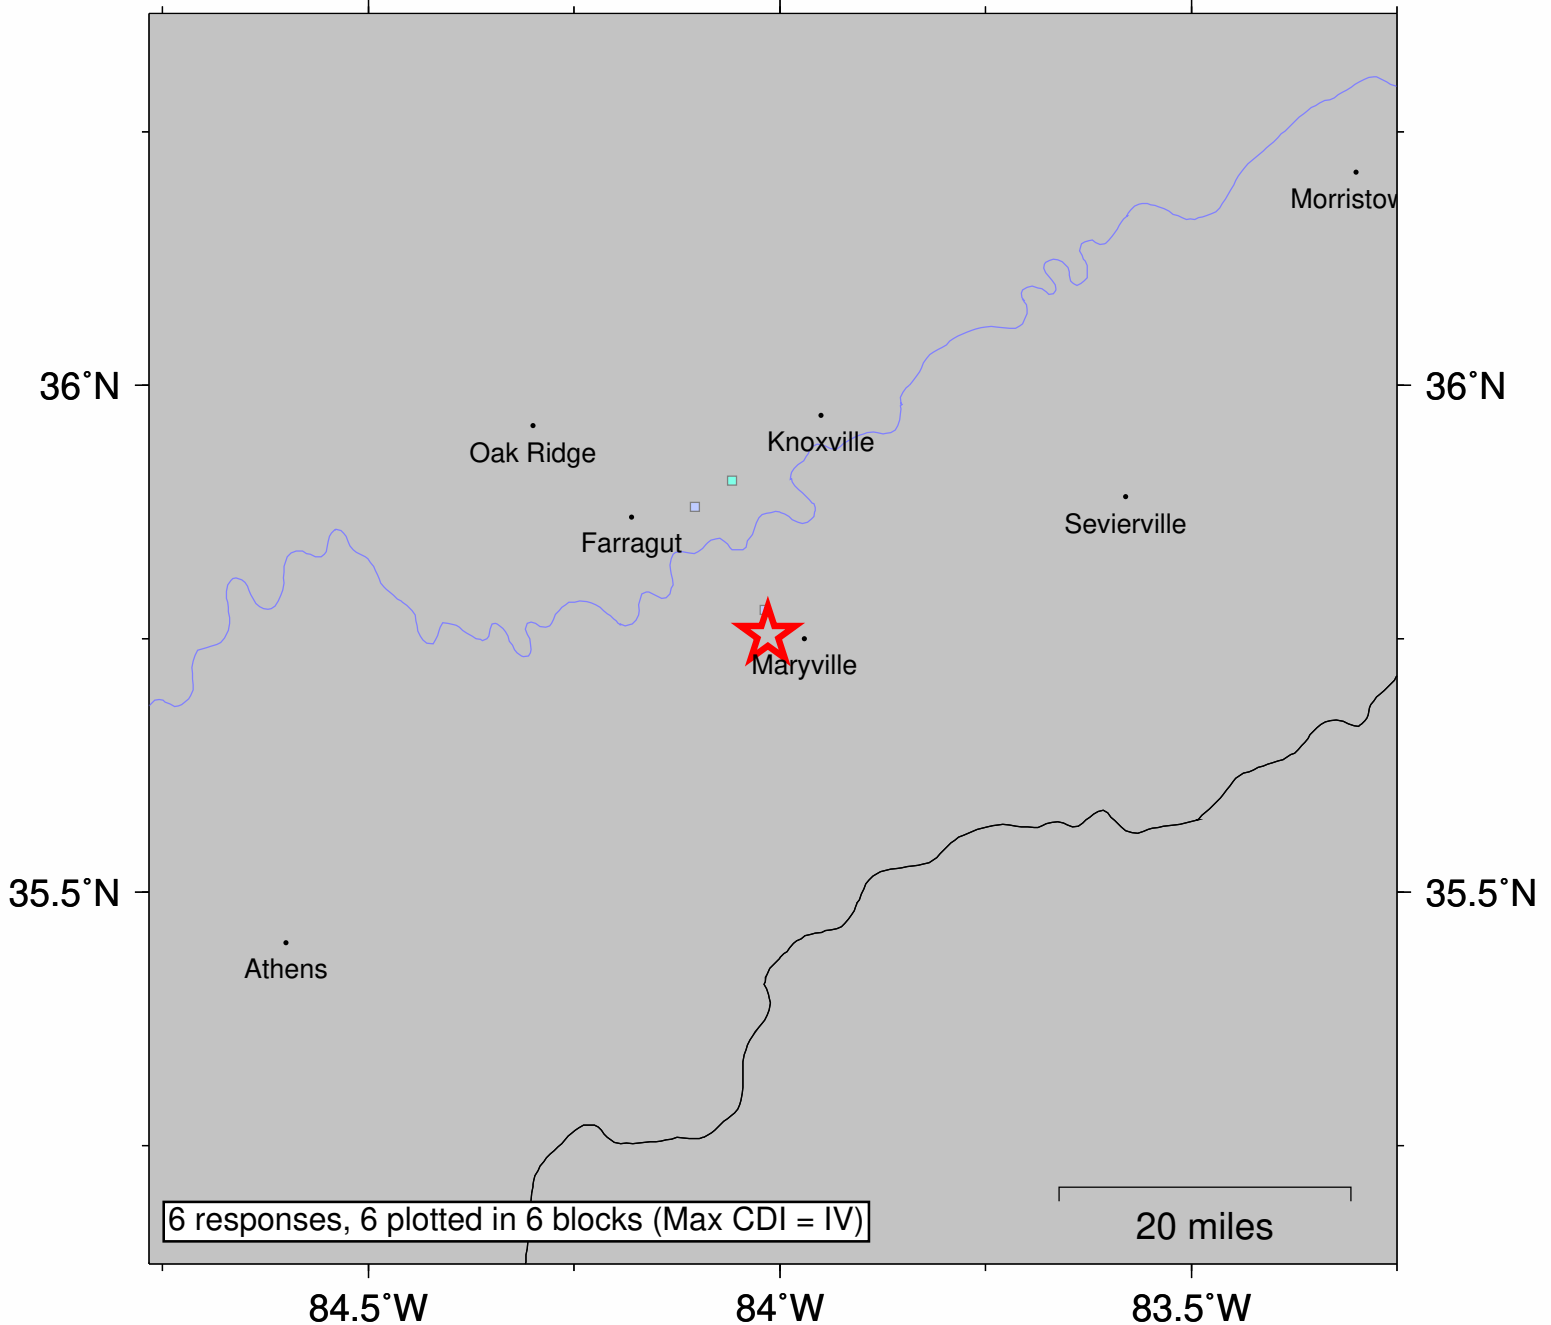 Morristow
36˚N
36˚N
Knoxville
Oak Ridge
Sevierville
Farragut
Maryville
35.5˚N
35.5˚N
Athens
6 responses, 6 plotted in 6 blocks (Max CDI = IV)
20 miles
84.5˚W
84˚W
83.5˚W